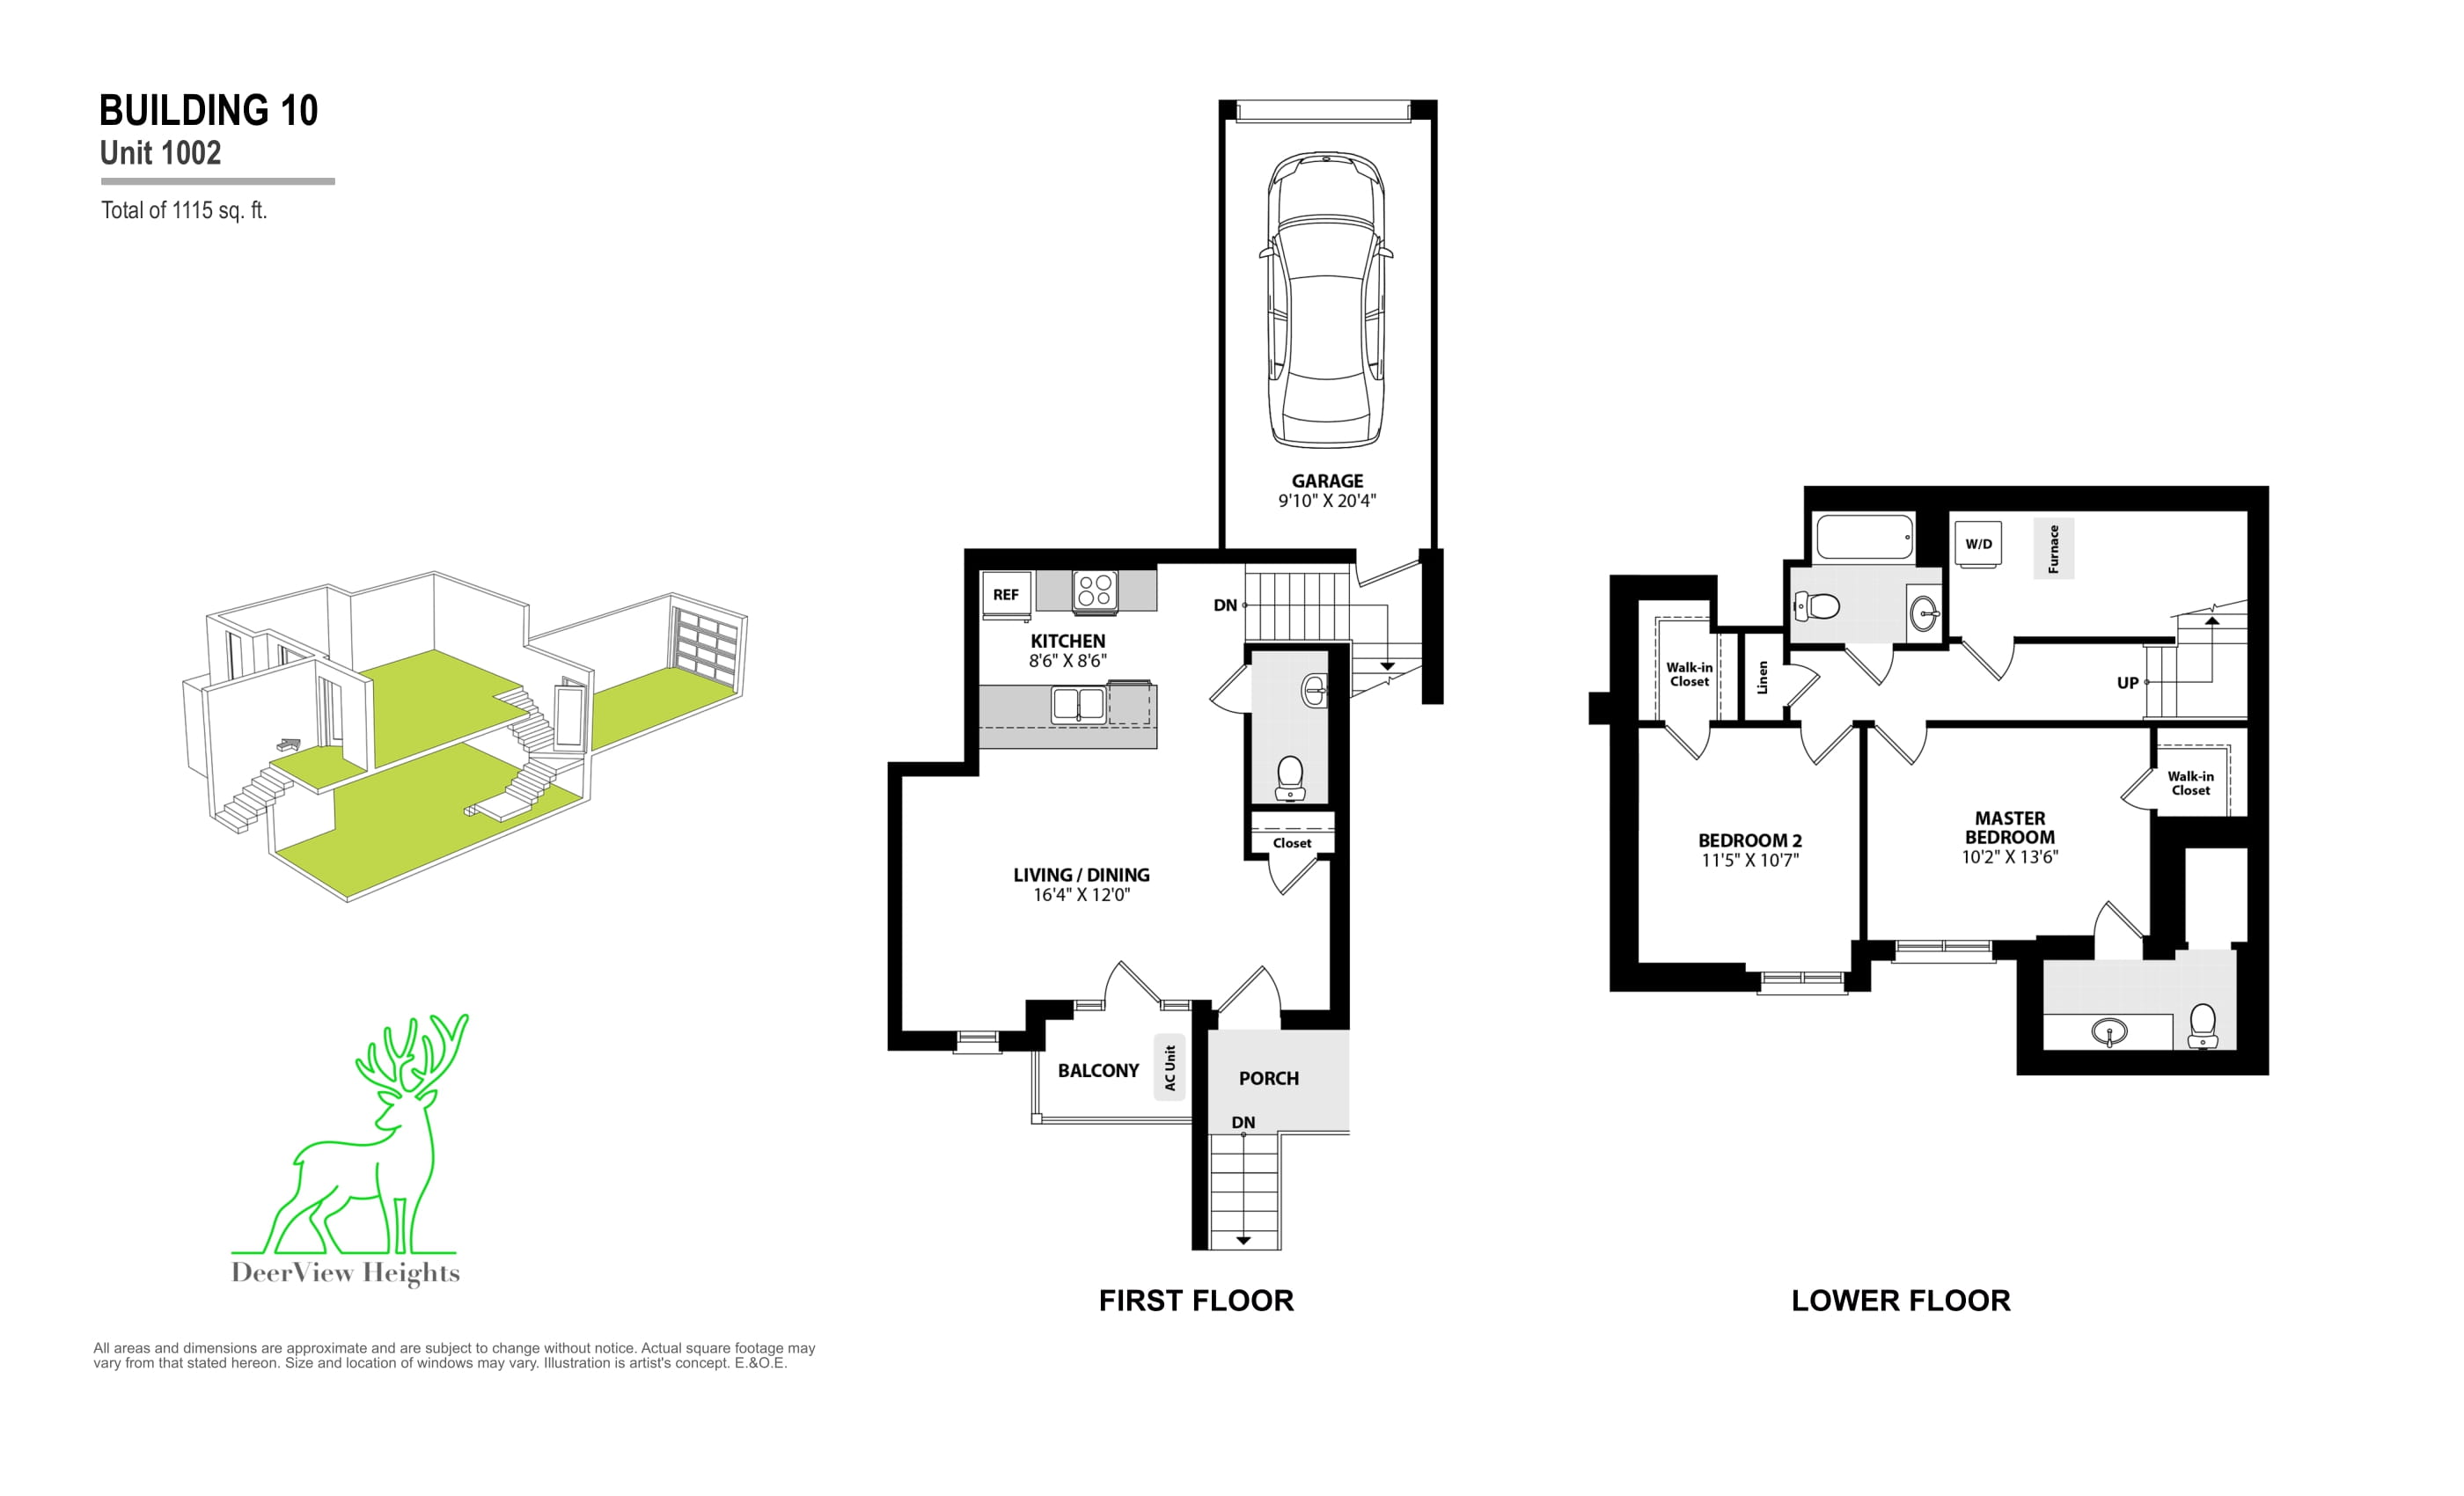 BUILDING 10
Unit 1002
Total of 1115 sq. ft.
GARAGE
9'10" X 20'4"
REF
DN
KITCHEN
8'6" X 8'6"
Closet
LIVING / DINING
16'4" X 12'0"
BALCONY
AC Unit
PORCH
DN
FIRST FLOOR
W/D
Furnace
Walk-in
Closet
Linen
UP
Walk-in
Closet
BEDROOM 2
11'5" X 10'7"
MASTER
BEDROOM
10'2" X 13'6"
LOWER FLOOR
DeerView Heights
All areas and dimensions are approximate and are subject to change without notice. Actual square footage may
vary from that stated hereon. Size and location of windows may vary. Illustration is artist's concept. E.&O.E.